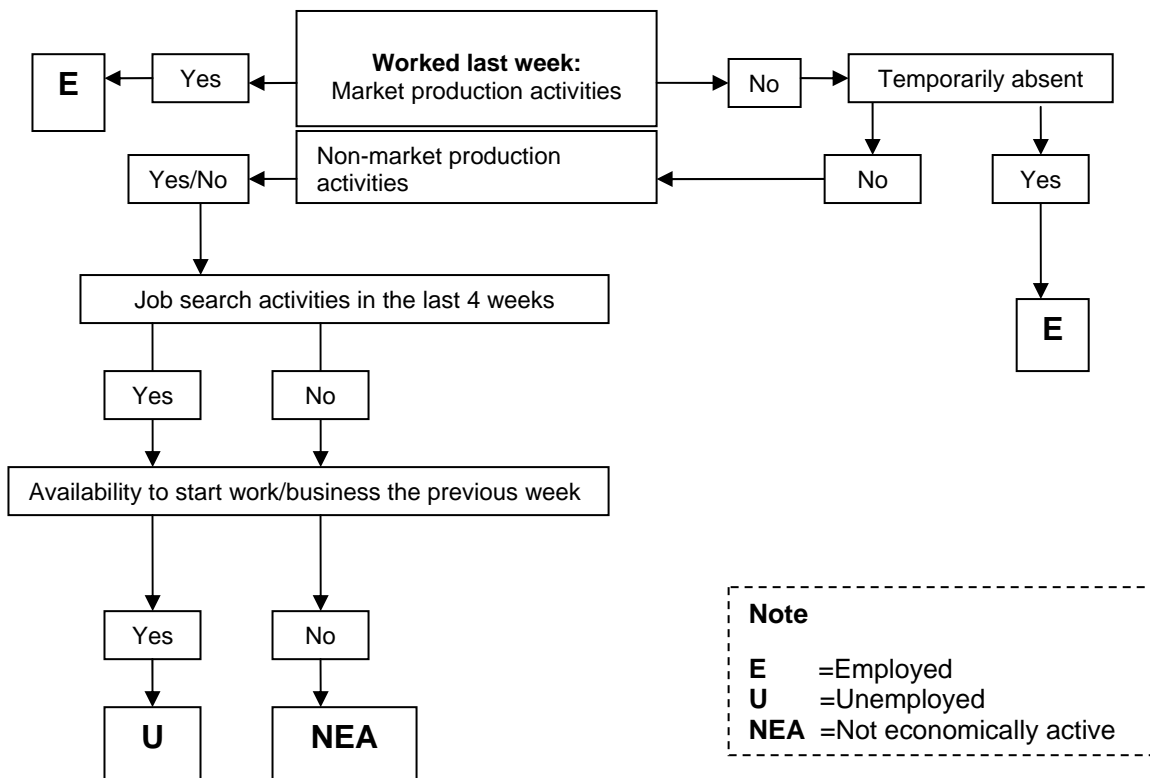 Worked last week:
Market production activities
E
Yes
No
Temporarily absent
Non-market production
activities
Yes/No
No
Yes
E
Job search activities in the last 4 weeks
Yes
No
Availability to start work/business the previous week
Yes
No
U
NEA
Note
E =Employed
U =Unemployed
NEA =Not economically active